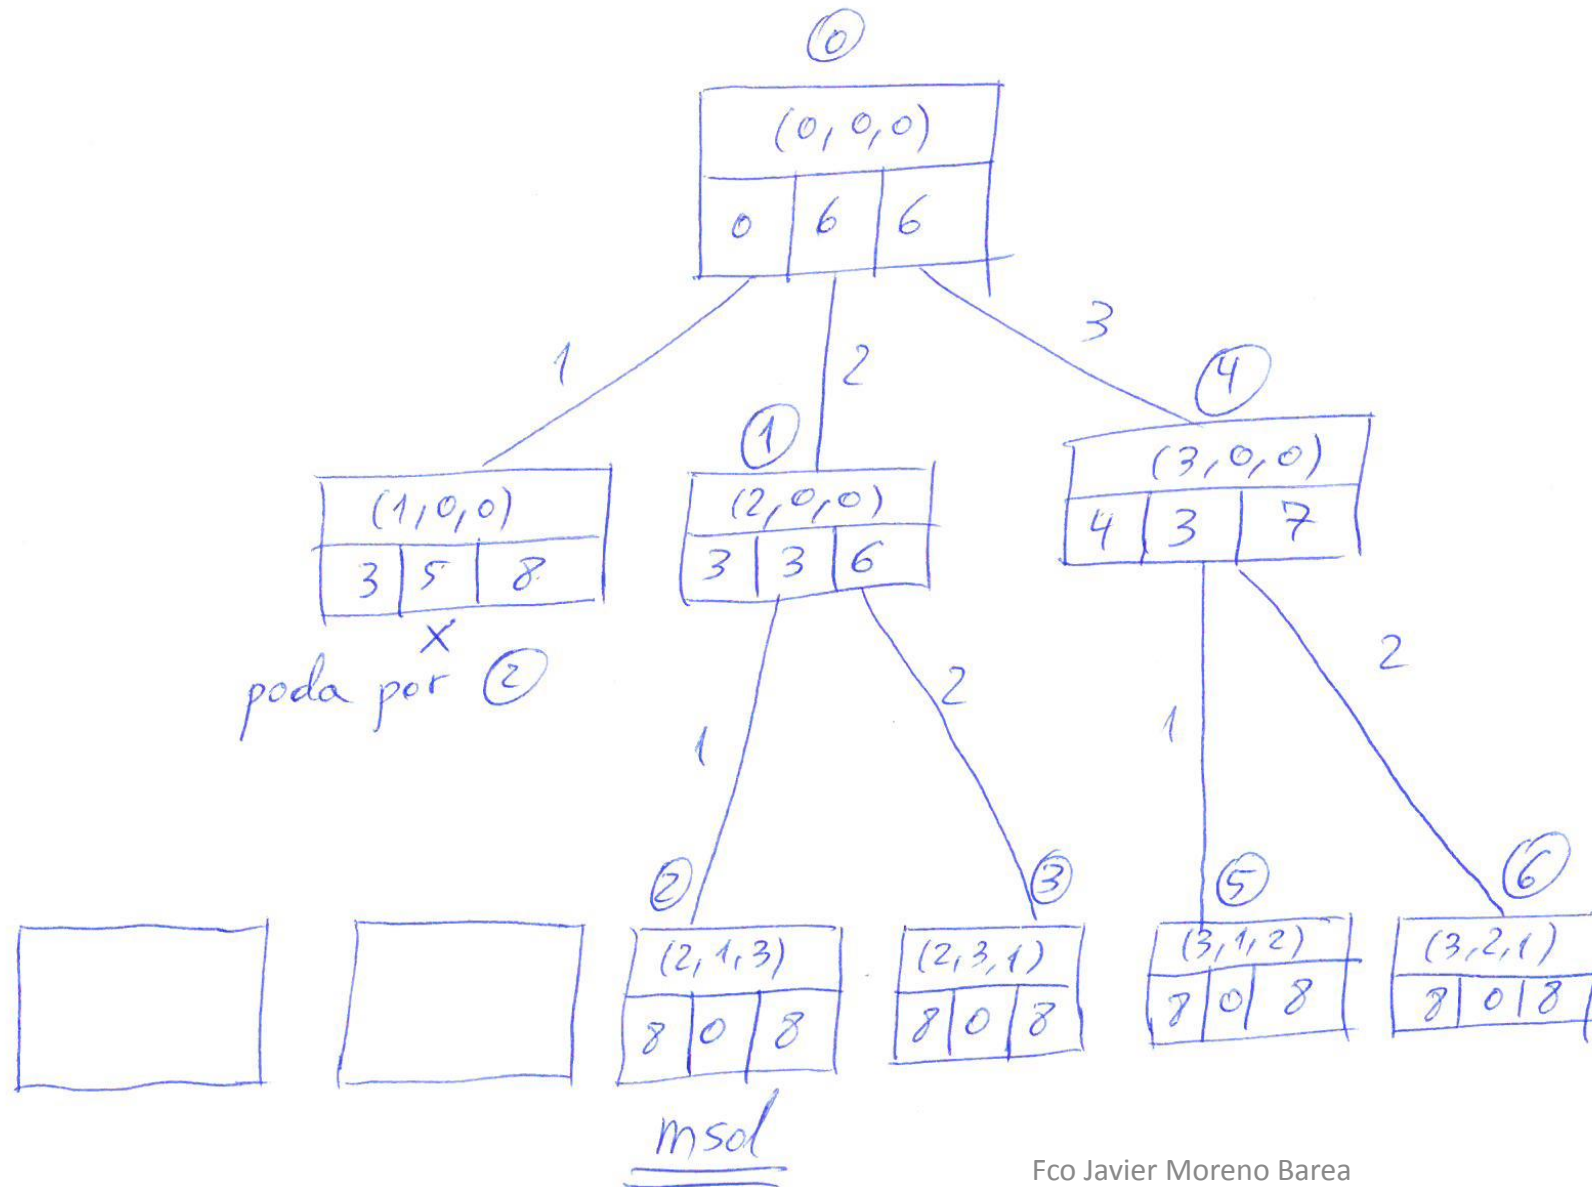 0
(0,0,0)
0 6 6
1 2 3
1 4
(1,0,0) (2,0,0) (3,0,0)
3 5 8 3 3 6 4 3 7
X
poda por 2
1 2 1 2
2 3 5 6
(2,1,3) (2,3,1) (3,1,2) (3,2,1)
8 0 8 8 0 8 8 0 8 8 0 8
msol
Fco Javier Moreno Barea